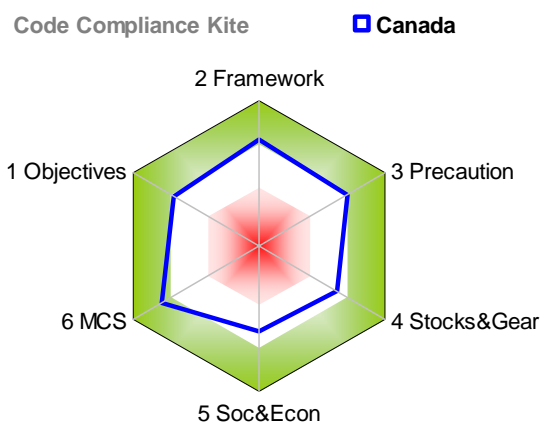 Code Compliance Kite
Canada
2 Framework
1 Objectives
3 Precaution
6 MCS
4 Stocks&Gear
5 Soc&Econ